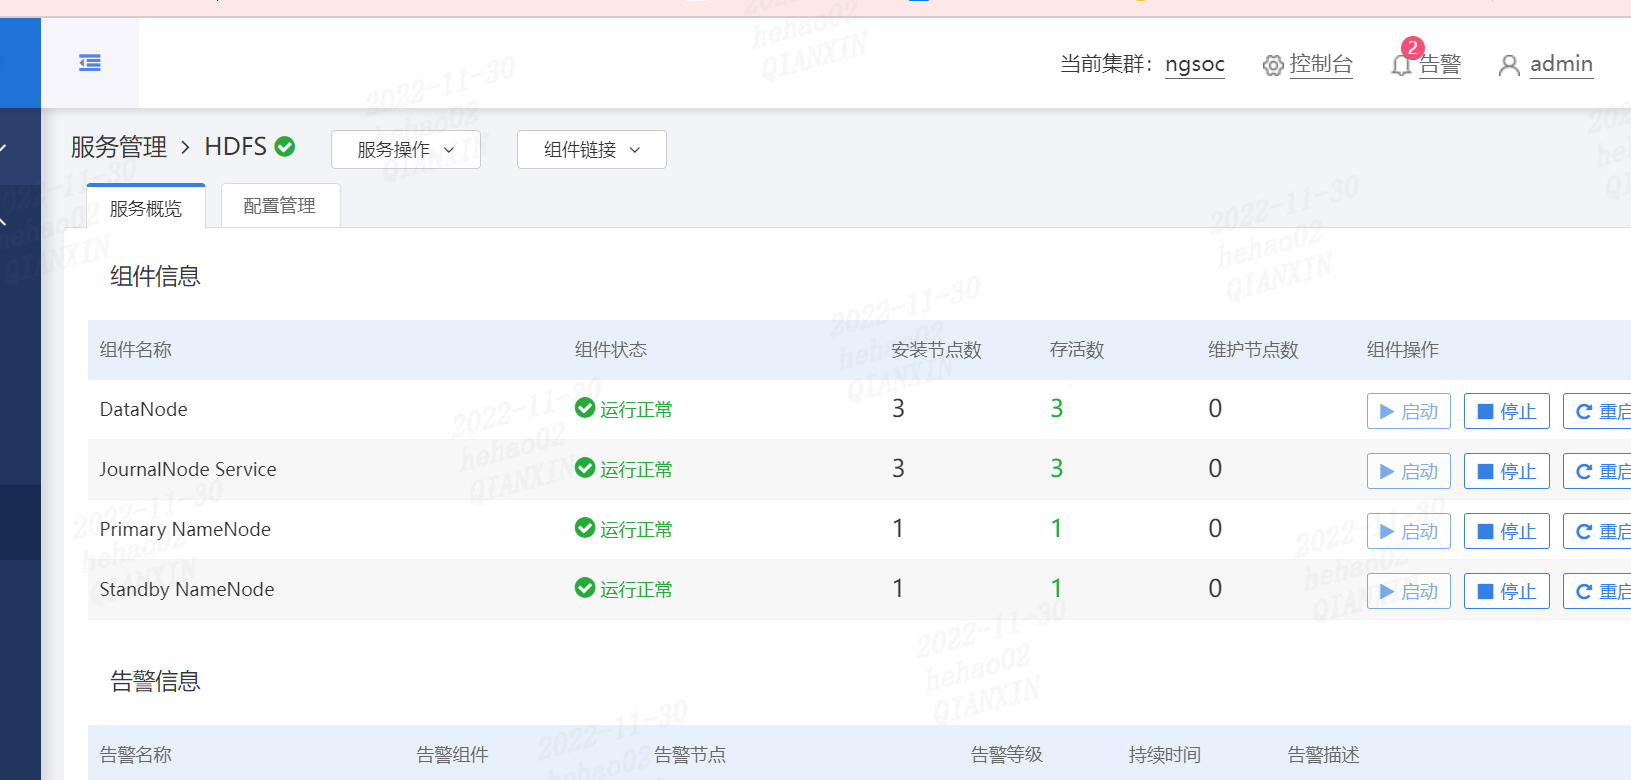 当前集群： ngsoc 控制台 2 告警 admin
服务管理 > HDFS 服务操作 组件链接
服务概览 配置管理
组件信息
组件名称 组件状态 安装节点数 存活数 维护节点数 组件操作
DataNode 运行正常 3 3 0 启动 停止 重启
JournalNode Service 运行正常 3 3 0 启动 停止 重启
Primary NameNode 运行正常 1 1 0 启动 停止 重启
Standby NameNode 运行正常 1 1 0 启动 停止 重启
告警信息
告警名称 告警组件 告警节点 告警等级 持续时间 告警描述
2022-11-30
hehao02
QIANXIN